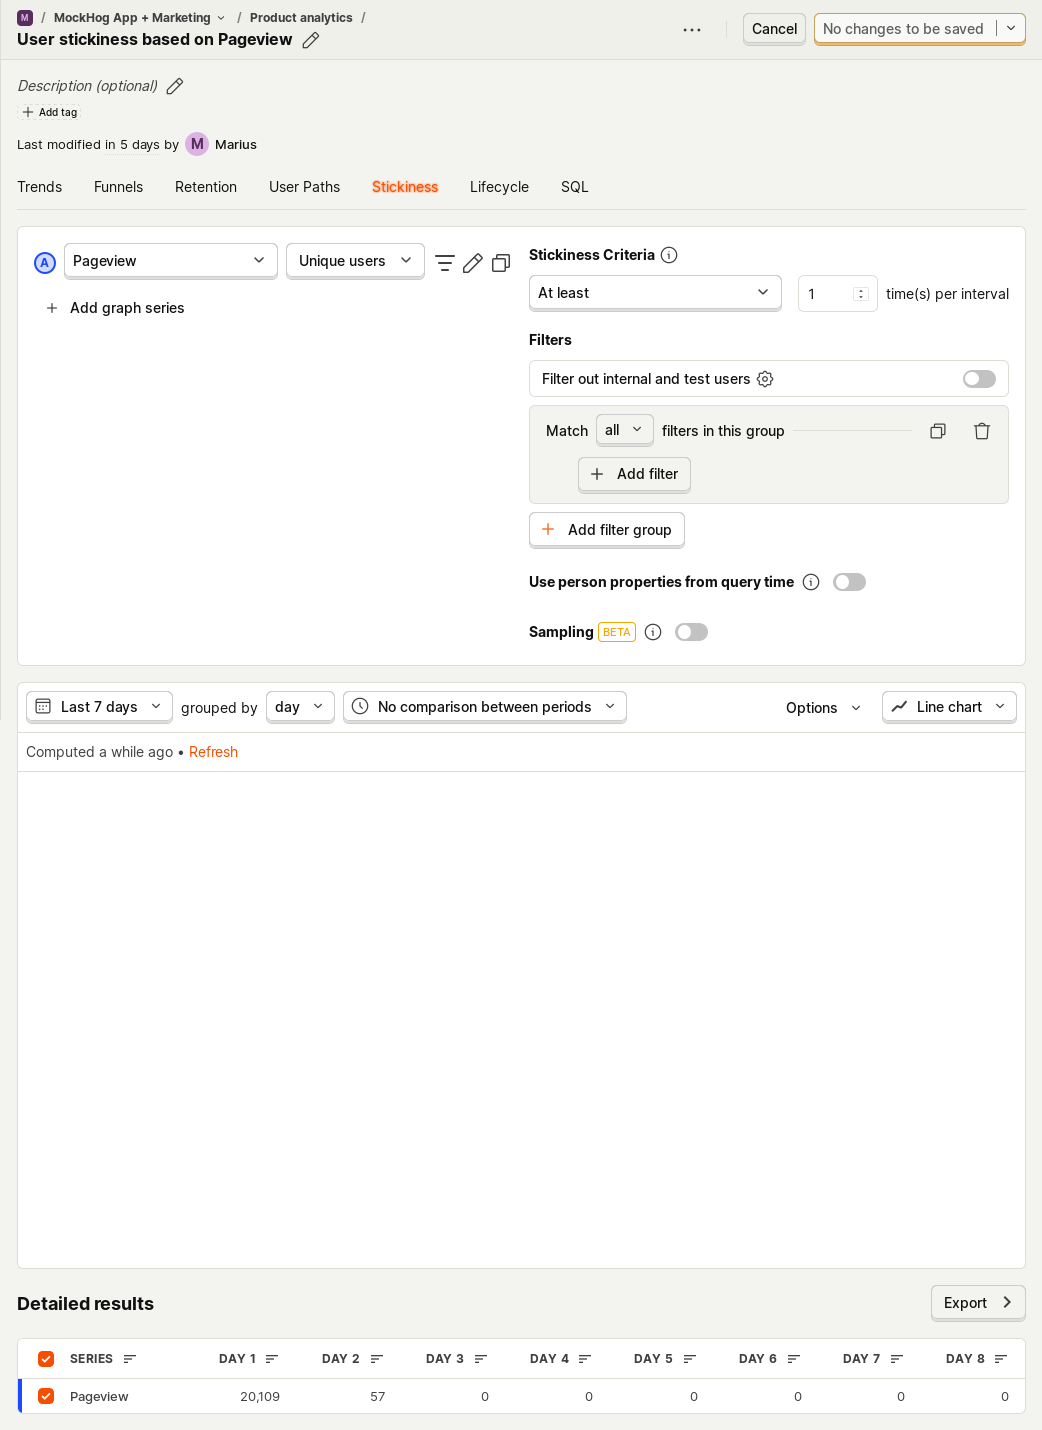 M / MockHog App + Marketing / Product analytics /
User stickiness based on Pageview
Cancel
No changes to be saved
Description (optional)
Add tag
Last modified in 5 days by M Marius
Trends Funnels Retention User Paths Stickiness Lifecycle SQL
A Pageview Unique users
Add graph series
Stickiness Criteria
At least 1 time(s) per interval
Filters
Filter out internal and test users
Match all filters in this group
Add filter
Add filter group
Use person properties from query time
Sampling BETA
Last 7 days grouped by day No comparison between periods Options Line chart
Computed a while ago • Refresh
Detailed results
Export
SERIES DAY 1 DAY 2 DAY 3 DAY 4 DAY 5 DAY 6 DAY 7 DAY 8
Pageview 20,109 57 0 0 0 0 0 0